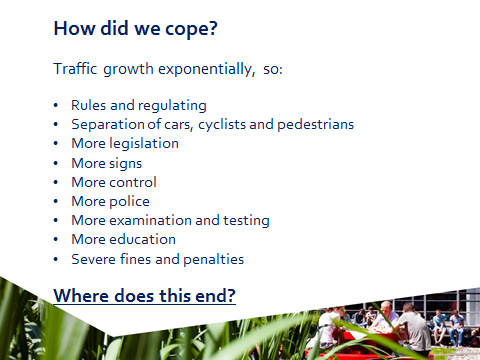 How did we cope?
Traffic growth exponentially, so:
• Rules and regulating
• Separation of cars, cyclists and pedestrians
• More legislation
• More signs
• More control
• More police
• More examination and testing
• More education
• Severe fines and penalties
Where does this end?